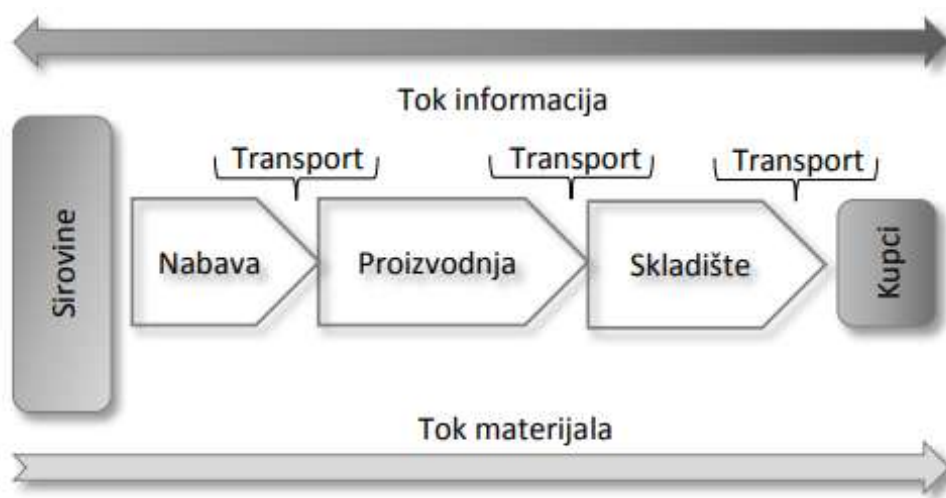 Tok informacija
Transport Transport Transport
Sirovine
Nabava
Proizvodnja
Skladište
Kupci
Tok materijala